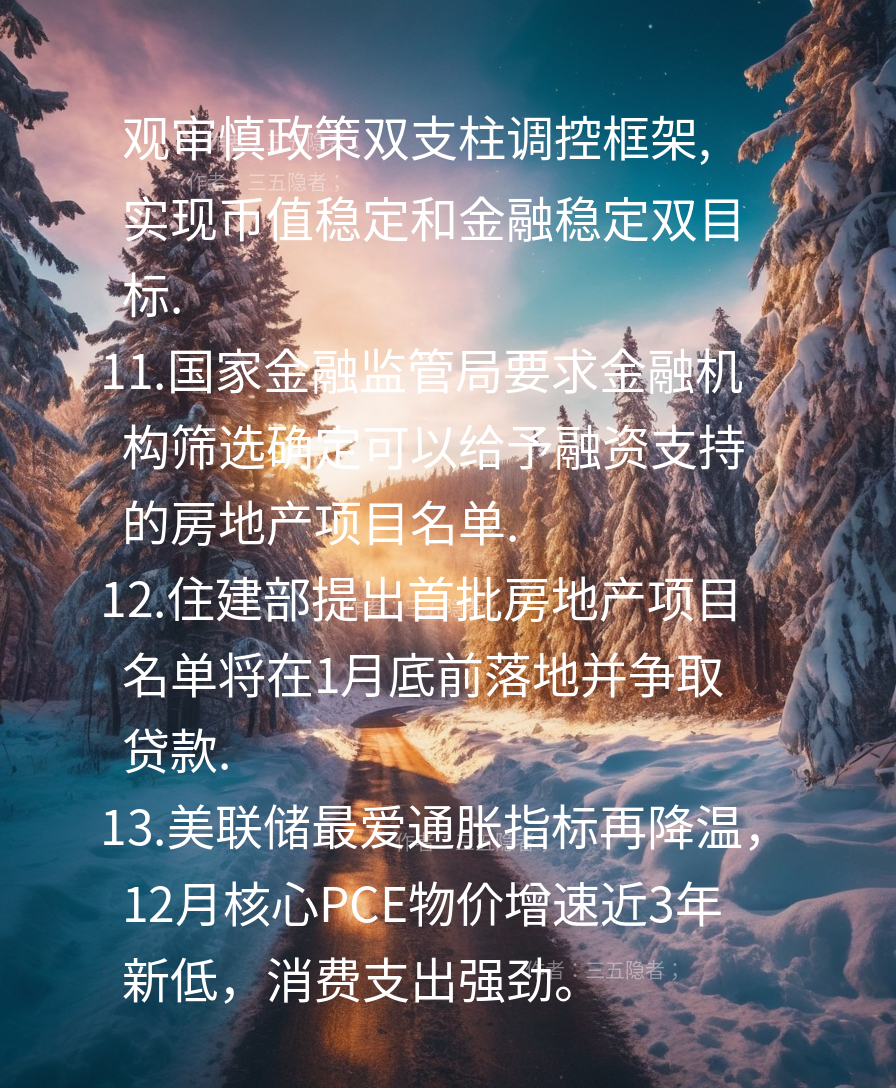 观审慎政策双支柱调控框架,
作者：三五隐者；
实现币值稳定和金融稳定双目
标.
11.国家金融监管局要求金融机
构筛选确定可以给予融资支持
的房地产项目名单.
12.住建部提出首批房地产项目
名单将在1月底前落地并争取
贷款.
13.美联储最爱通胀指标再降温，
12月核心PCE物价增速近3年
新低，消费支出强劲。
作者：三五隐者；